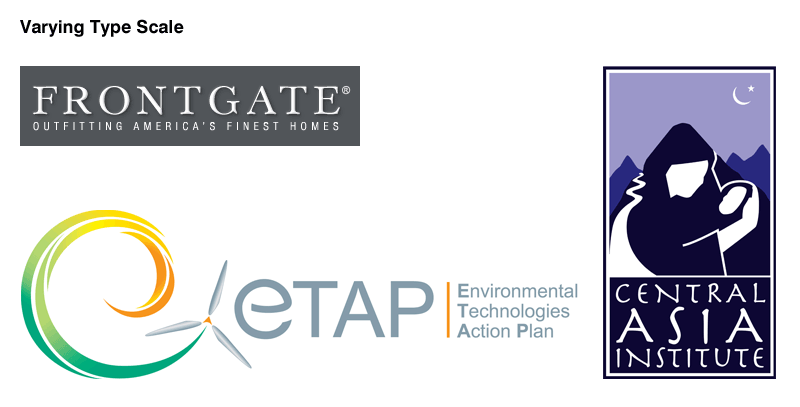 Varying Type Scale
FRONTGATE®
OUTFITTING AMERICA'S FINEST HOMES
eTAP
Environmental
Technologies
Action Plan
CENTRAL
ASIA
INSTITUTE